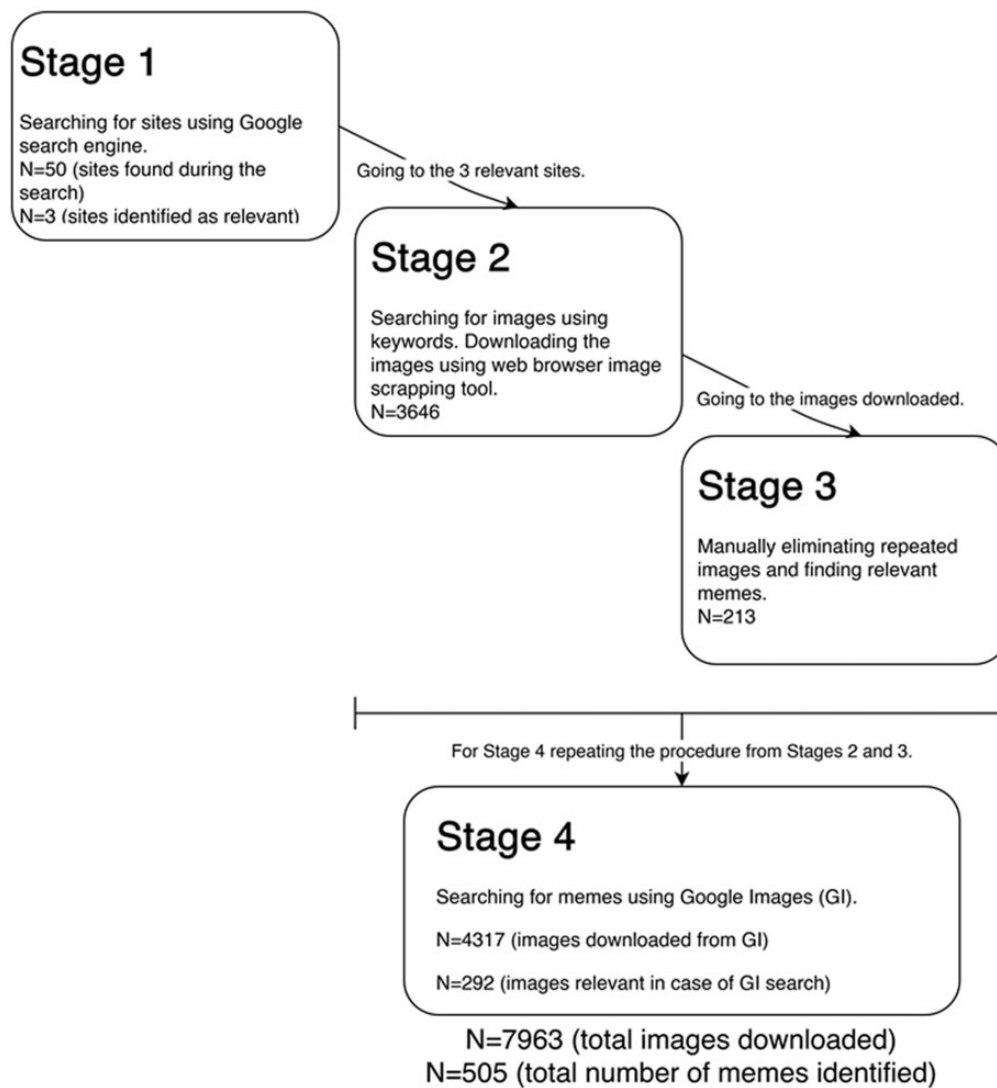 Stage 1
Searching for sites using Google
search engine.
N=50 (sites found during the
search)
N=3 (sites identified as relevant)
Going to the 3 relevant sites.
Stage 2
Searching for images using
keywords. Downloading the
images using web browser image
scrapping tool.
N=3646
Going to the images downloaded.
Stage 3
Manually eliminating repeated
images and finding relevant
memes.
N=213
For Stage 4 repeating the procedure from Stages 2 and 3.
Stage 4
Searching for memes using Google Images (GI).
N=4317 (images downloaded from GI)
N=292 (images relevant in case of GI search)
N=7963 (total images downloaded)
N=505 (total number of memes identified)